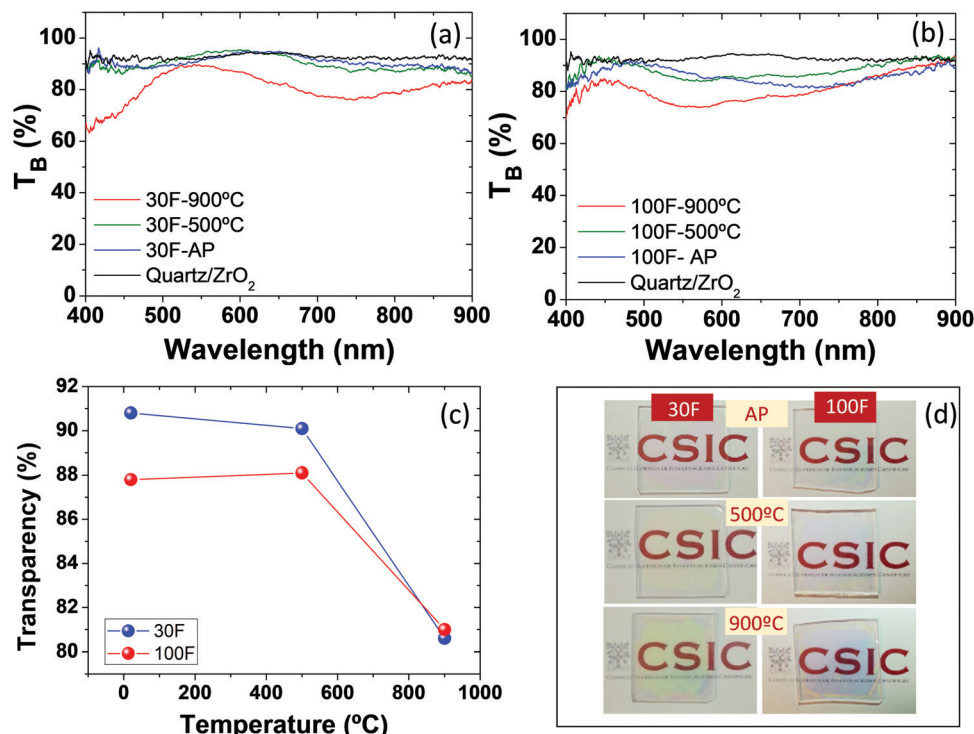 (a)
100
80
60
40
20
0
T_B (%)
30F-900ºC
30F-500ºC
30F-AP
Quartz/ZrO₂
400 500 600 700 800 900
Wavelength (nm)
(b)
100
80
60
40
20
0
T_B (%)
100F-900ºC
100F-500ºC
100F- AP
Quartz/ZrO₂
400 500 600 700 800 900
Wavelength (nm)
(c)
92
90
88
86
84
82
80
Transparency (%)
30F
100F
0 200 400 600 800 1000
Temperature (ºC)
(d)
30F AP 100F
CSIC CSIC
500ºC
CSIC CSIC
900ºC
CSIC CSIC